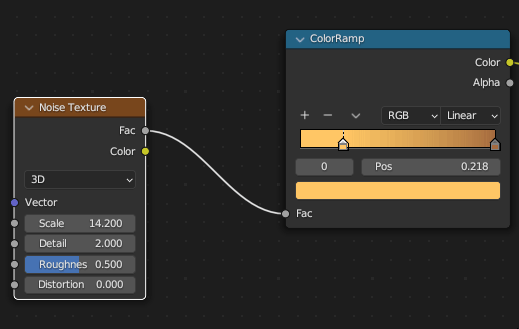 Noise Texture
Fac
Color
3D
Vector
Scale 14.200
Detail 2.000
Roughnes 0.500
Distortion 0.000
ColorRamp
Color
Alpha
RGB Linear
0 Pos 0.218
Fac